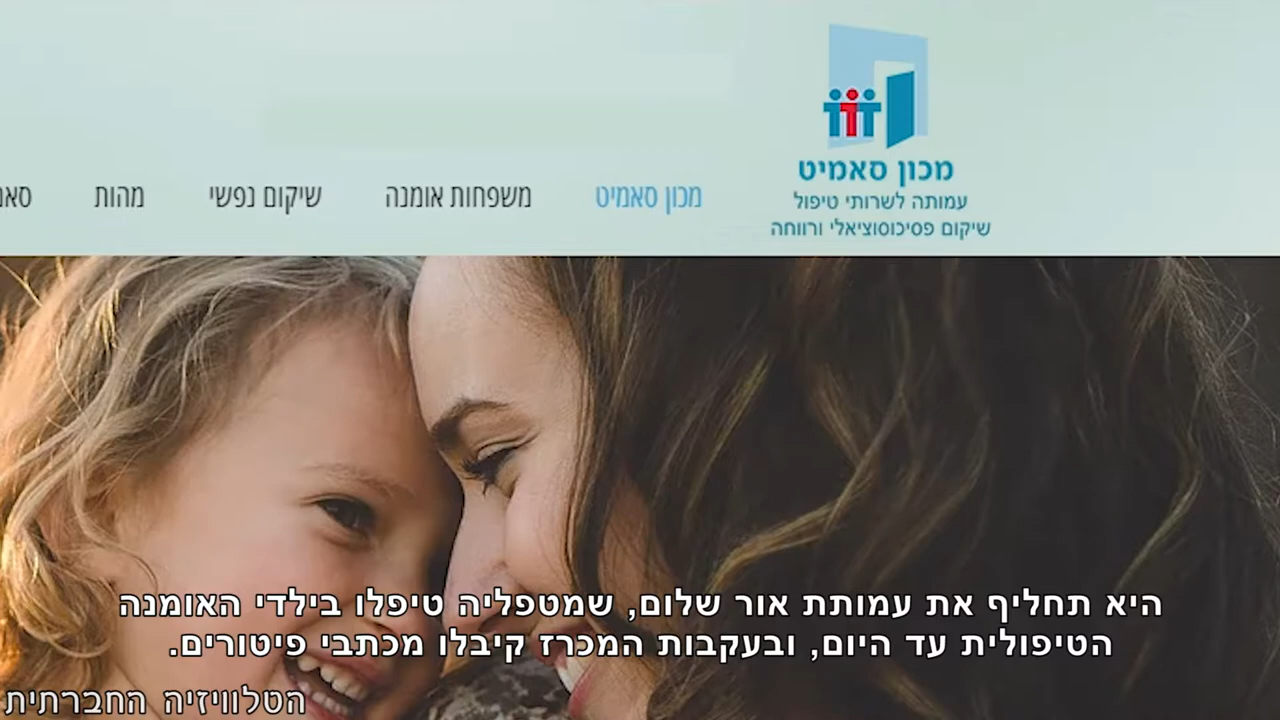 מכון סאמיט
עמותה לשרותי טיפול
שיקום פסיכוסוציאלי ורווחה
מכון סאמיט משפחות אומנה שיקום נפשי מהות
היא תחליף את עמותת אור שלום, שמטפליה טיפלו בילדי האומנה
הטיפולית עד היום, ובעקבות המכרז קיבלו מכתבי פיטורים.
הטלוויזיה החברתית